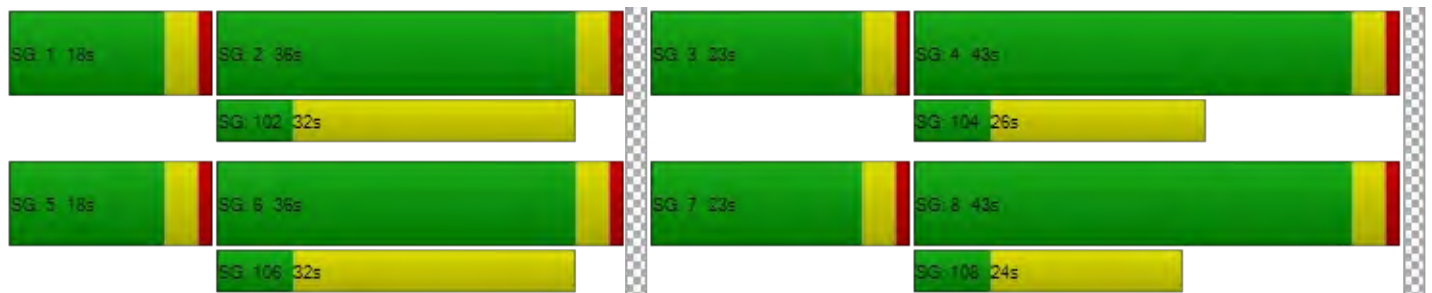 SG: 1 18s SG: 2 36s SG: 3 23s SG: 4 43s
SG: 102 32s SG: 104 26s
SG: 5 18s SG: 6 36s SG: 7 23s SG: 8 43s
SG: 106 32s SG: 108 24s